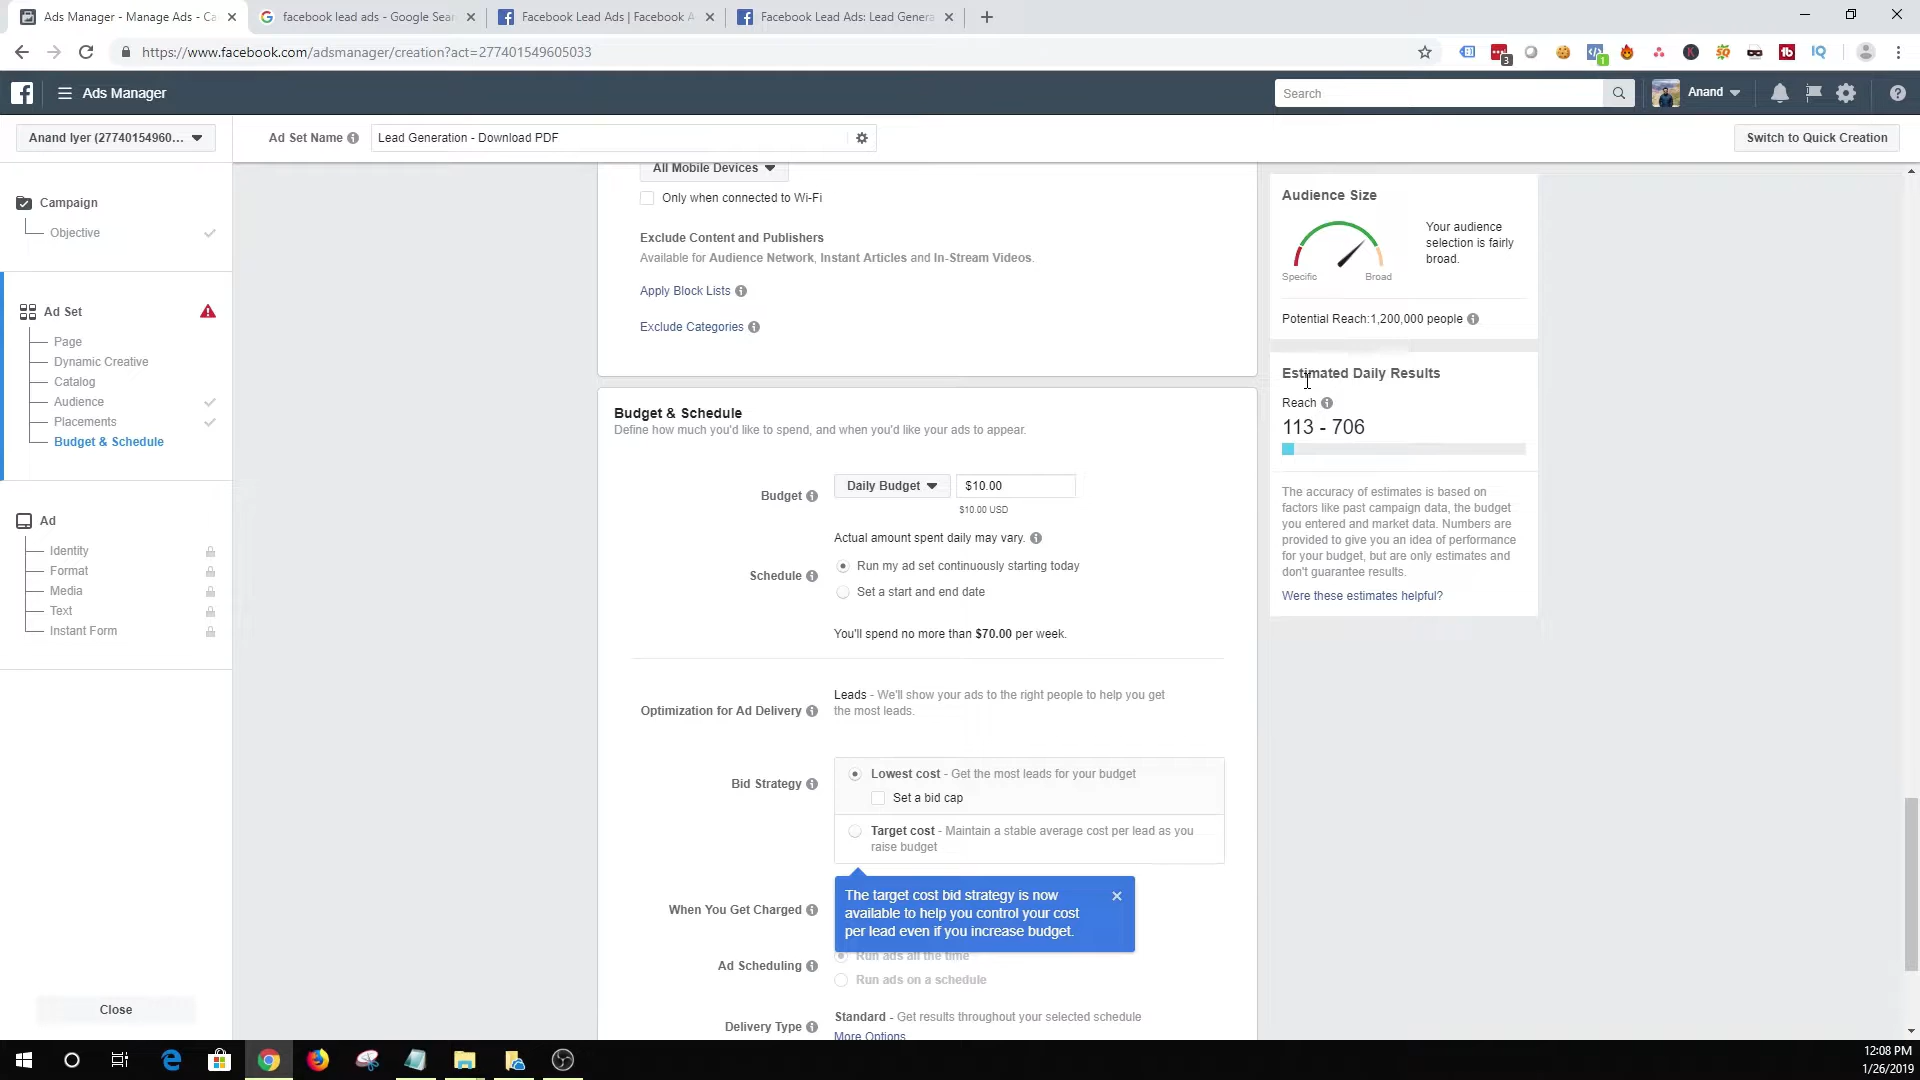 Ads Manager - Manage Ads - Ca
facebook lead ads - Google Sear
Facebook Lead Ads | Facebook A
Facebook Lead Ads: Lead Genera
https://www.facebook.com/adsmanager/creation?act=277401549605033
3
1
K
tb
IQ
Ads Manager
Search
Anand
Anand Iyer (27740154960...
Ad Set Name
Lead Generation - Download PDF
Switch to Quick Creation
Campaign
Objective
Ad Set
Page
Dynamic Creative
Catalog
Audience
Placements
Budget & Schedule
Ad
Identity
Format
Media
Text
Instant Form
Close
All Mobile Devices
Only when connected to Wi-Fi
Exclude Content and Publishers
Available for Audience Network, Instant Articles and In-Stream Videos.
Apply Block Lists
Exclude Categories
Budget & Schedule
Define how much you'd like to spend, and when you'd like your ads to appear.
Budget
Daily Budget
$10.00
$10.00 USD
Actual amount spent daily may vary.
Schedule
Run my ad set continuously starting today
Set a start and end date
You'll spend no more than $70.00 per week.
Optimization for Ad Delivery
Leads - We'll show your ads to the right people to help you get
the most leads.
Bid Strategy
Lowest cost - Get the most leads for your budget
Set a bid cap
Target cost - Maintain a stable average cost per lead as you
raise budget
The target cost bid strategy is now
available to help you control your cost
per lead even if you increase budget.
When You Get Charged
Ad Scheduling
Run ads all the time
Run ads on a schedule
Delivery Type
Standard - Get results throughout your selected schedule
More Options
Audience Size
Specific
Broad
Your audience
selection is fairly
broad.
Potential Reach:1,200,000 people
Estimated Daily Results
Reach
113 - 706
The accuracy of estimates is based on
factors like past campaign data, the budget
you entered and market data. Numbers are
provided to give you an idea of performance
for your budget, but are only estimates and
don't guarantee results.
Were these estimates helpful?
12:08 PM
1/26/2019